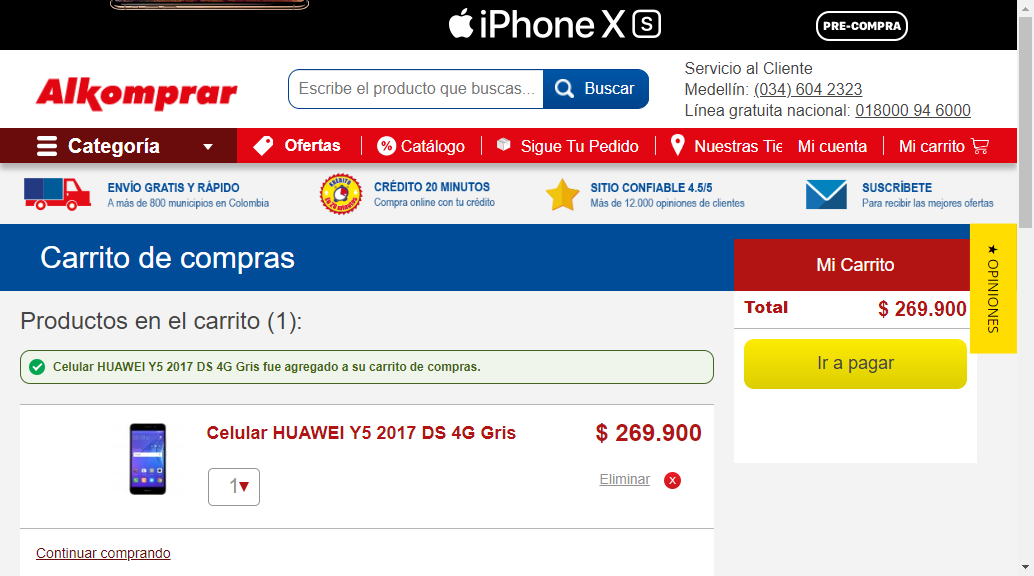 iPhone XS
PRE-COMPRA
Alkomprar
Escribe el producto que buscas...
Buscar
Servicio al Cliente
Medellín: (034) 604 2323
Línea gratuita nacional: 018000 94 6000
Categoría
Ofertas
% Catálogo
Sigue Tu Pedido
Nuestras Tie
Mi cuenta
Mi carrito
ENVÍO GRATIS Y RÁPIDO
A más de 800 municipios en Colombia
CRÉDITO 20 MINUTOS
Compra online con tu crédito
SITIO CONFIABLE 4.5/5
Más de 12.000 opiniones de clientes
SUSCRÍBETE
Para recibir las mejores ofertas
Carrito de compras
Mi Carrito
★ OPINIONES
Total
$ 269.900
Ir a pagar
Productos en el carrito (1):
Celular HUAWEI Y5 2017 DS 4G Gris fue agregado a su carrito de compras.
Celular HUAWEI Y5 2017 DS 4G Gris
$ 269.900
1
Eliminar
x
Continuar comprando